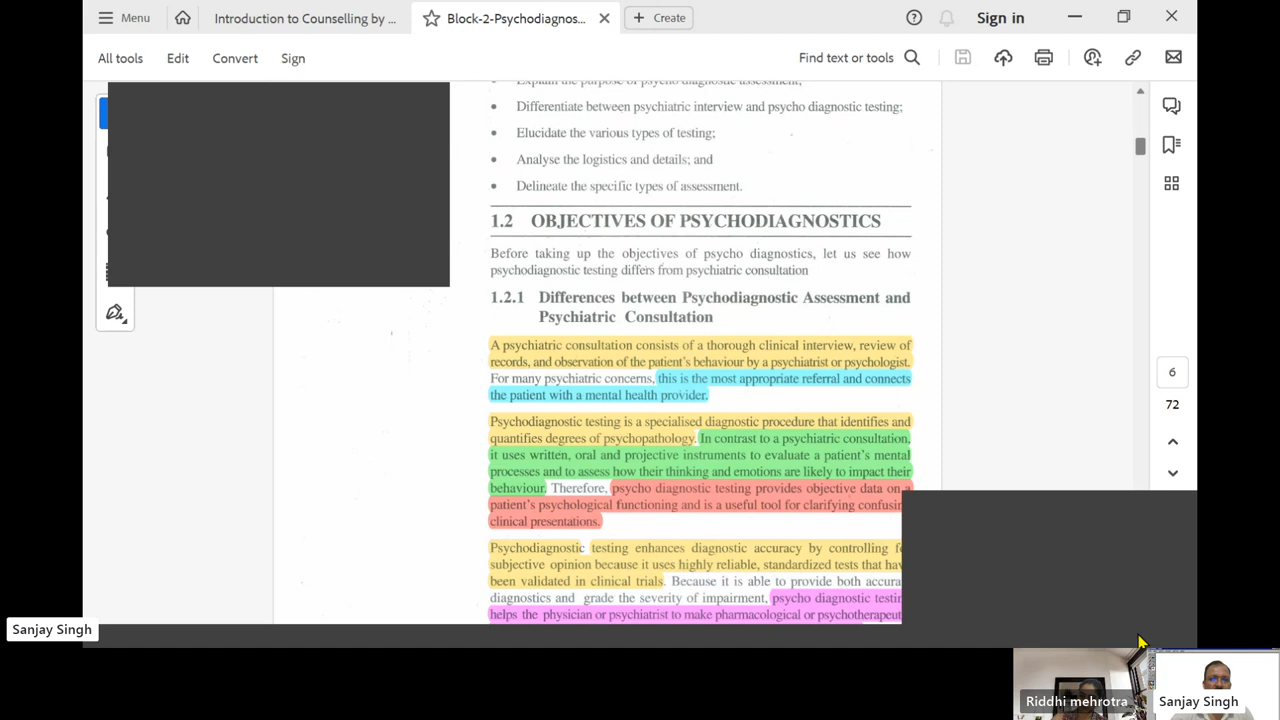 Menu
Introduction to Counselling by ...
Block-2-Psychodiagnos...
Create
Sign in
All tools
Edit
Convert
Sign
Find text or tools
Explain the purpose of psycho diagnostic assessment;
• Differentiate between psychiatric interview and psycho diagnostic testing;
• Elucidate the various types of testing;
• Analyse the logistics and details; and
• Delineate the specific types of assessment.
1.2 OBJECTIVES OF PSYCHODIAGNOSTICS
Before taking up the objectives of psycho diagnostics, let us see how
psychodiagnostic testing differs from psychiatric consultation
1.2.1 Differences between Psychodiagnostic Assessment and
Psychiatric Consultation
A psychiatric consultation consists of a thorough clinical interview, review of
records, and observation of the patient's behaviour by a psychiatrist or psychologist.
For many psychiatric concerns, this is the most appropriate referral and connects
the patient with a mental health provider.
Psychodiagnostic testing is a specialised diagnostic procedure that identifies and
quantifies degrees of psychopathology. In contrast to a psychiatric consultation,
it uses written, oral and projective instruments to evaluate a patient's mental
processes and to assess how their thinking and emotions are likely to impact their
behaviour. Therefore, psycho diagnostic testing provides objective data on a
patient's psychological functioning and is a useful tool for clarifying
clinical presentations.
Psychodiagnostic testing enhances diagnostic accuracy by controlling
subjective opinion because it uses highly reliable, standardized tests that
been validated in clinical trials. Because it is able to provide both
diagnostics and grade the severity of impairment, psycho diagnostic
helps the physician or psychiatrist to make pharmacological or
6
72
Sanjay Singh
Riddhi mehrotra
Sanjay Singh